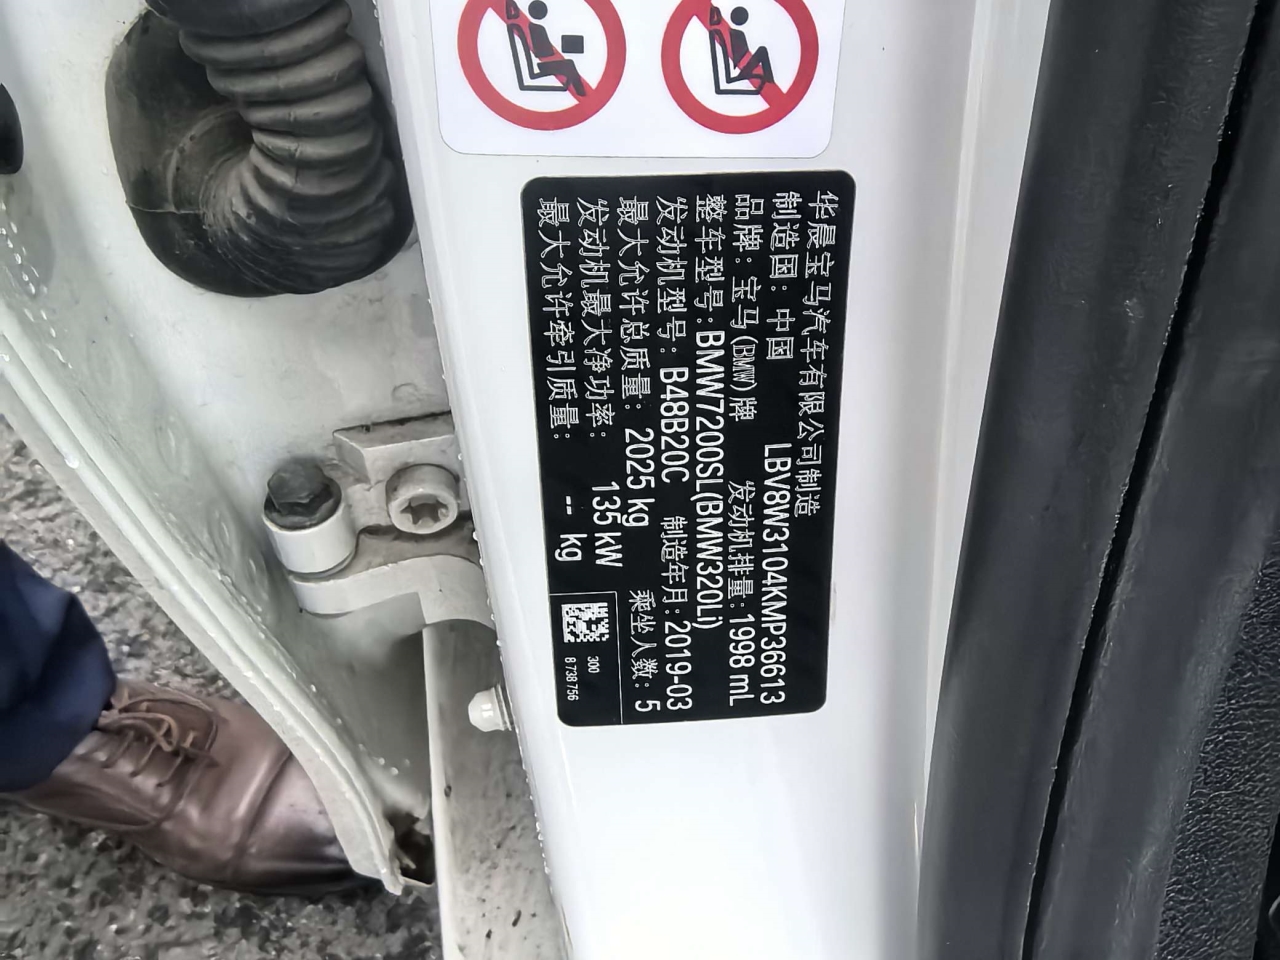 华晨宝马汽车有限公司制造
制造国：中国 LBV8W3104KMP36613
品牌：宝马(BMW)牌 发动机排量：1998 mL
整车型号：BMW7200SL(BMW320Li)
发动机型号：B48B20C 制造年月：2019-03
最大允许总质量：2025 kg 乘坐人数：5
发动机最大净功率：135 kW
最大允许牵引质量：-- kg
300
8 738 756